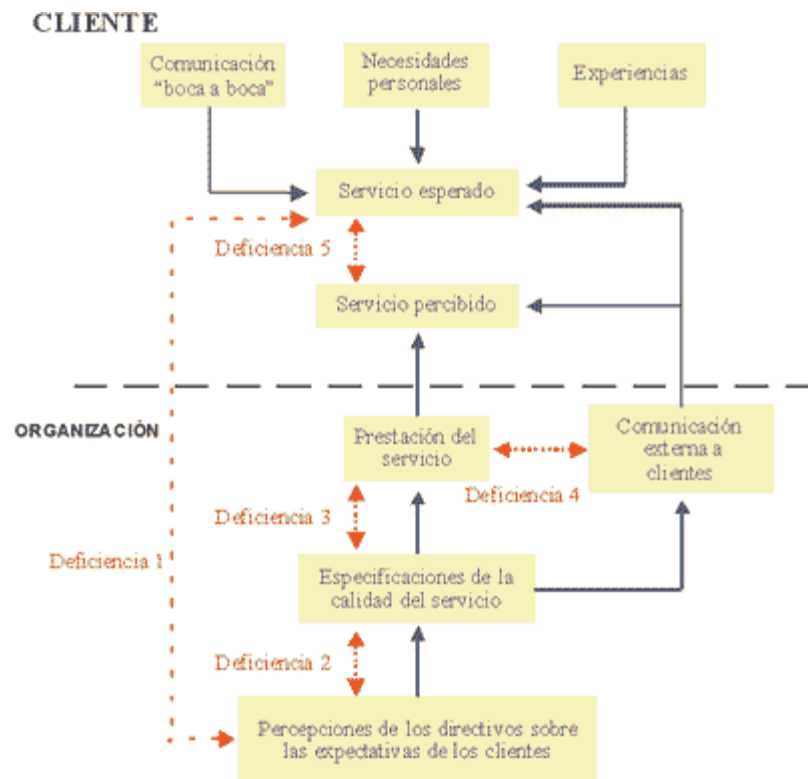 CLIENTE
Comunicación
“boca a boca”
Necesidades
personales
Experiencias
Servicio esperado
Deficiencia 5
Servicio percibido
ORGANIZACIÓN
Prestación del
servicio
Comunicación
externa a
clientes
Deficiencia 4
Deficiencia 3
Deficiencia 1
Especificaciones de la
calidad del servicio
Deficiencia 2
Percepciones de los directivos sobre
las expectativas de los clientes